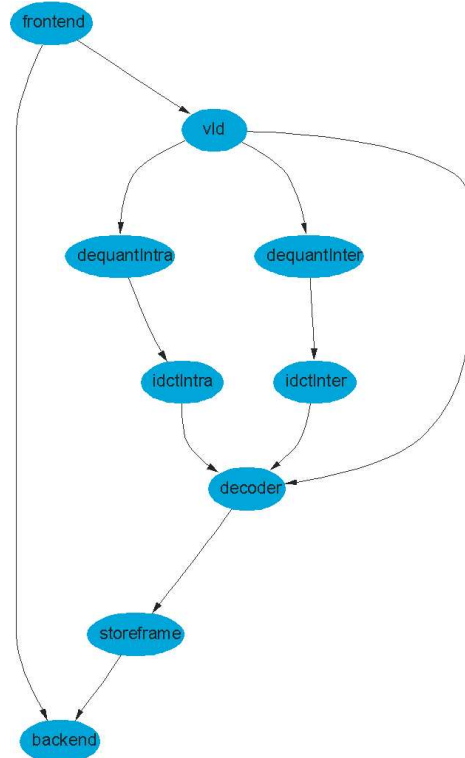 frontend
vld
dequantIntra
dequantInter
idctIntra
idctInter
decoder
storeframe
backend